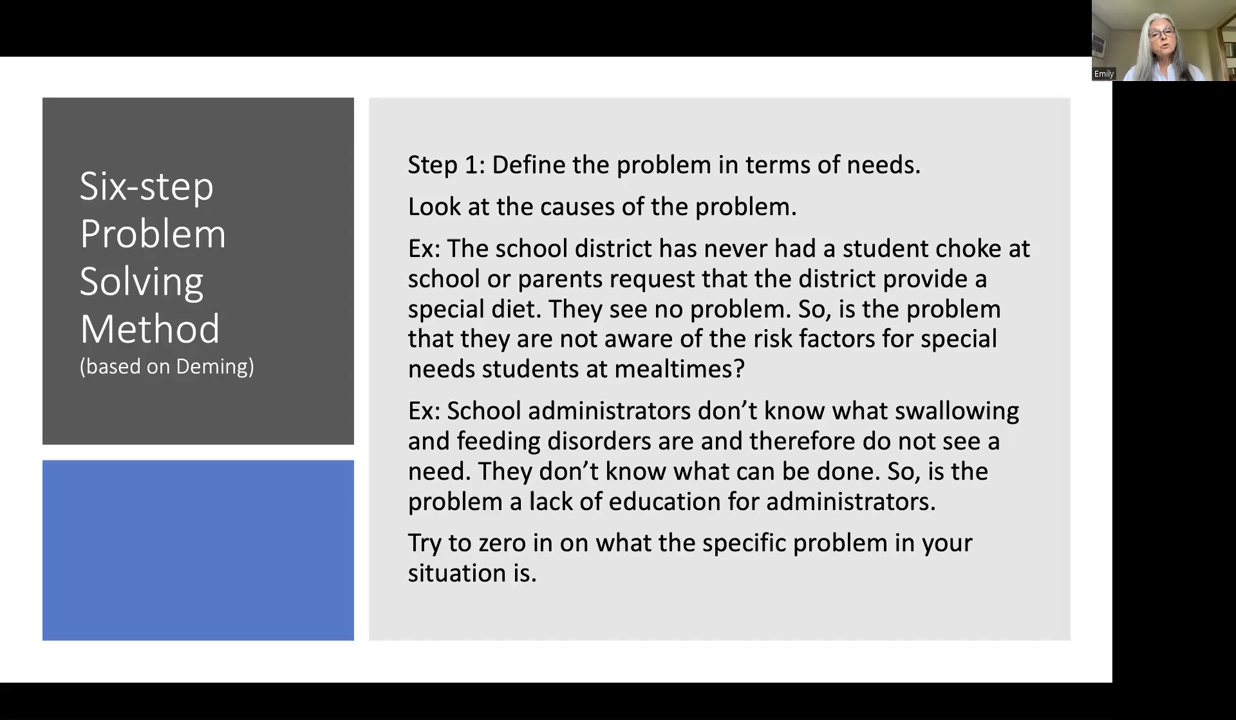 Emily
Six-step
Problem
Solving
Method
(based on Deming)
Step 1: Define the problem in terms of needs.
Look at the causes of the problem.
Ex: The school district has never had a student choke at
school or parents request that the district provide a
special diet. They see no problem. So, is the problem
that they are not aware of the risk factors for special
needs students at mealtimes?
Ex: School administrators don’t know what swallowing
and feeding disorders are and therefore do not see a
need. They don’t know what can be done. So, is the
problem a lack of education for administrators.
Try to zero in on what the specific problem in your
situation is.